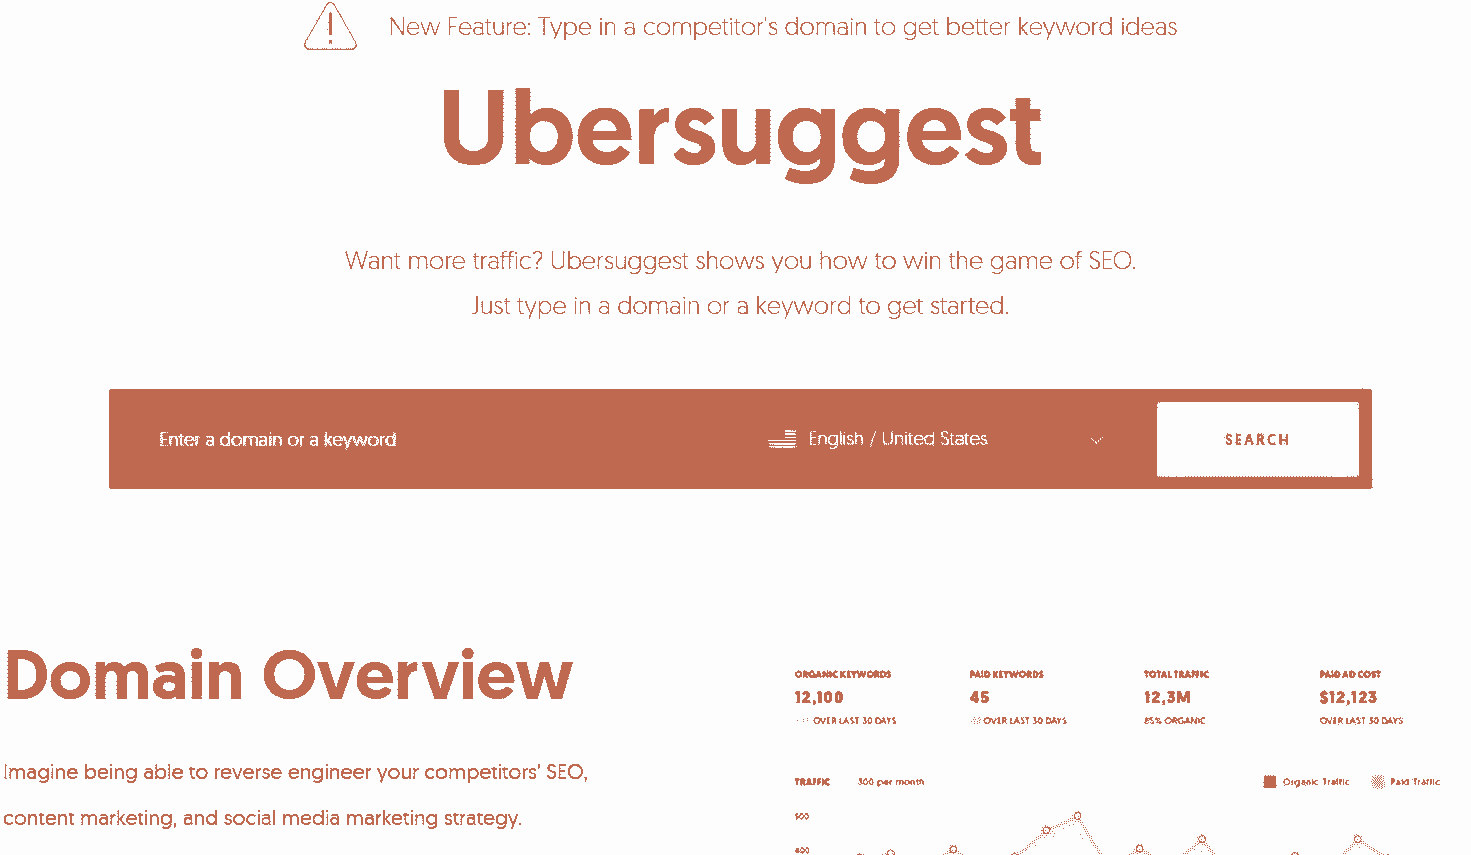 New Feature: Type in a competitor's domain to get better keyword ideas
Ubersuggest
Want more traffic? Ubersuggest shows you how to win the game of SEO.
Just type in a domain or a keyword to get started.
Enter a domain or a keyword
English / United States
SEARCH
Domain Overview
Imagine being able to reverse engineer your competitors' SEO,
content marketing, and social media marketing strategy.
ORGANIC KEYWORDS
12,100
OVER LAST 30 DAYS
PAID KEYWORDS
45
OVER LAST 30 DAYS
TOTAL TRAFFIC
12,3M
85% ORGANIC
PAID AD COST
$12,123
OVER LAST 30 DAYS
TRAFFIC 300 per month
Organic Traffic
Paid Traffic